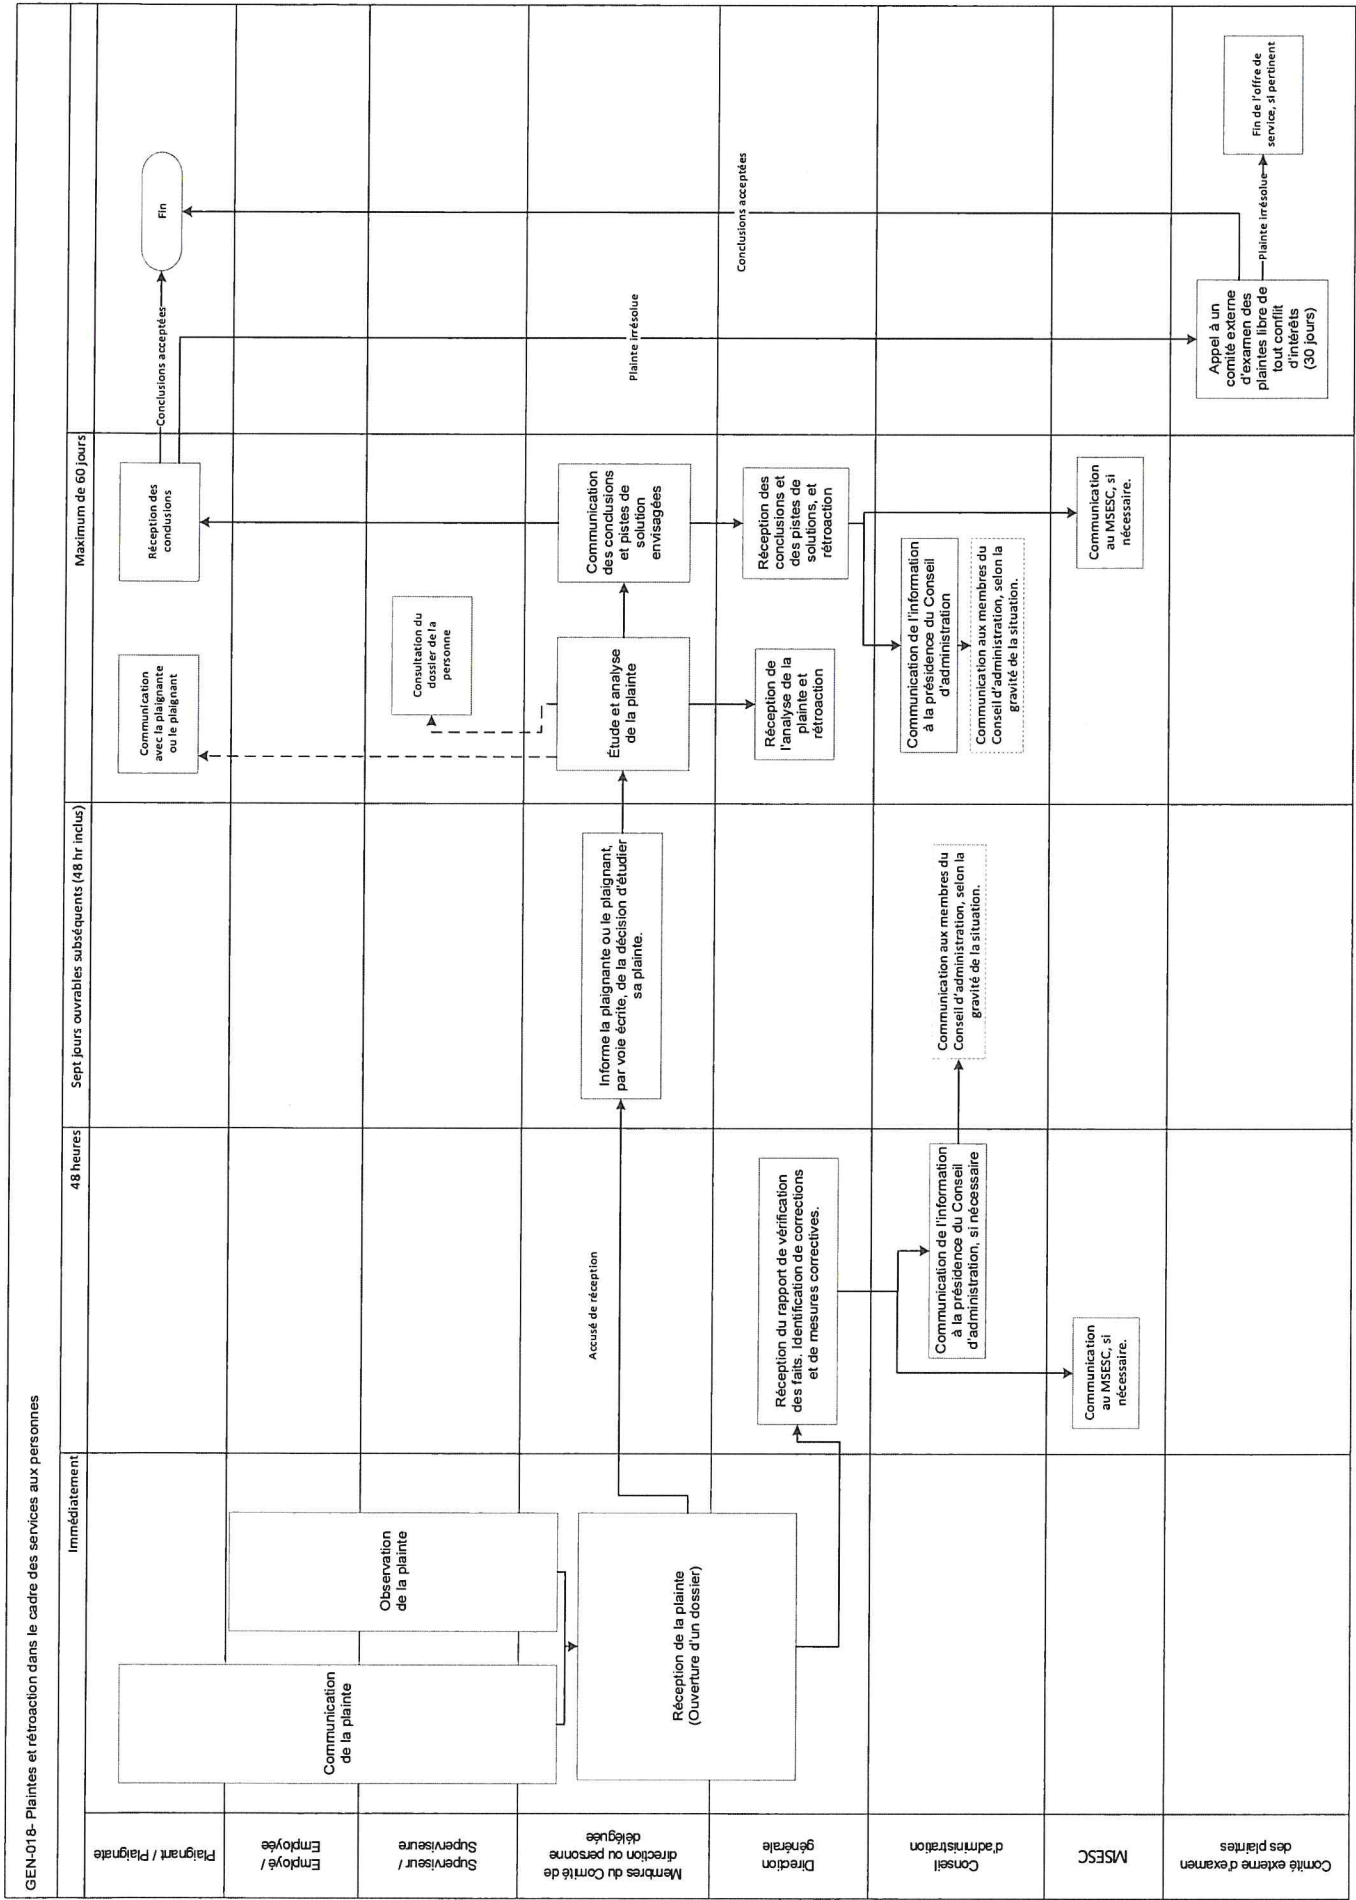 GEN-018- Plaintes et rétroaction dans le cadre des services aux personnes
Immédiatement
48 heures
Sept jours ouvrables subséquents (48 hr inclus)
Maximum de 60 jours
Plaignant / Plaignate
Employé /
Employée
Superviseur /
Superviseure
Membres du Comité de
direction ou personne
déléguée
Direction
générale
Conseil
d'administration
MSESC
Comité externe d'examen
des plaintes
Communication
de la plainte
Observation
de la plainte
Réception de la plainte
(Ouverture d'un dossier)
Accusé de réception
Réception du rapport de vérification
des faits. Identification de corrections
et de mesures correctives.
Communication de l'information
à la présidence du Conseil
d'administration, si nécessaire
Communication
au MSESC, si
nécessaire.
Informe la plaignante ou le plaignant,
par voie écrite, de la décision d'étudier
sa plainte.
Communication aux membres du
Conseil d'administration, selon la
gravité de la situation.
Communication
avec la plaignante
ou le plaignant
Consultation du
dossier de la
personne
Étude et analyse
de la plainte
Réception de
l'analyse de la
plainte et
rétroaction
Réception des
conclusions
Communication
des conclusions
et pistes de
solution
envisagées
Réception des
conclusions et
des pistes de
solutions, et
rétroaction
Communication de l'information
à la présidence du Conseil
d'administration
Communication aux membres du
Conseil d'administration, selon la
gravité de la situation.
Communication
au MSESC, si
nécessaire.
Conclusions acceptées
Fin
Plainte irrésolue
Conclusions acceptées
Appel à un
comité externe
d'examen des
plaintes libre de
tout conflit
d'intérêts
(30 jours)
Plainte irrésolue
Fin de l'offre de
service, si pertinent